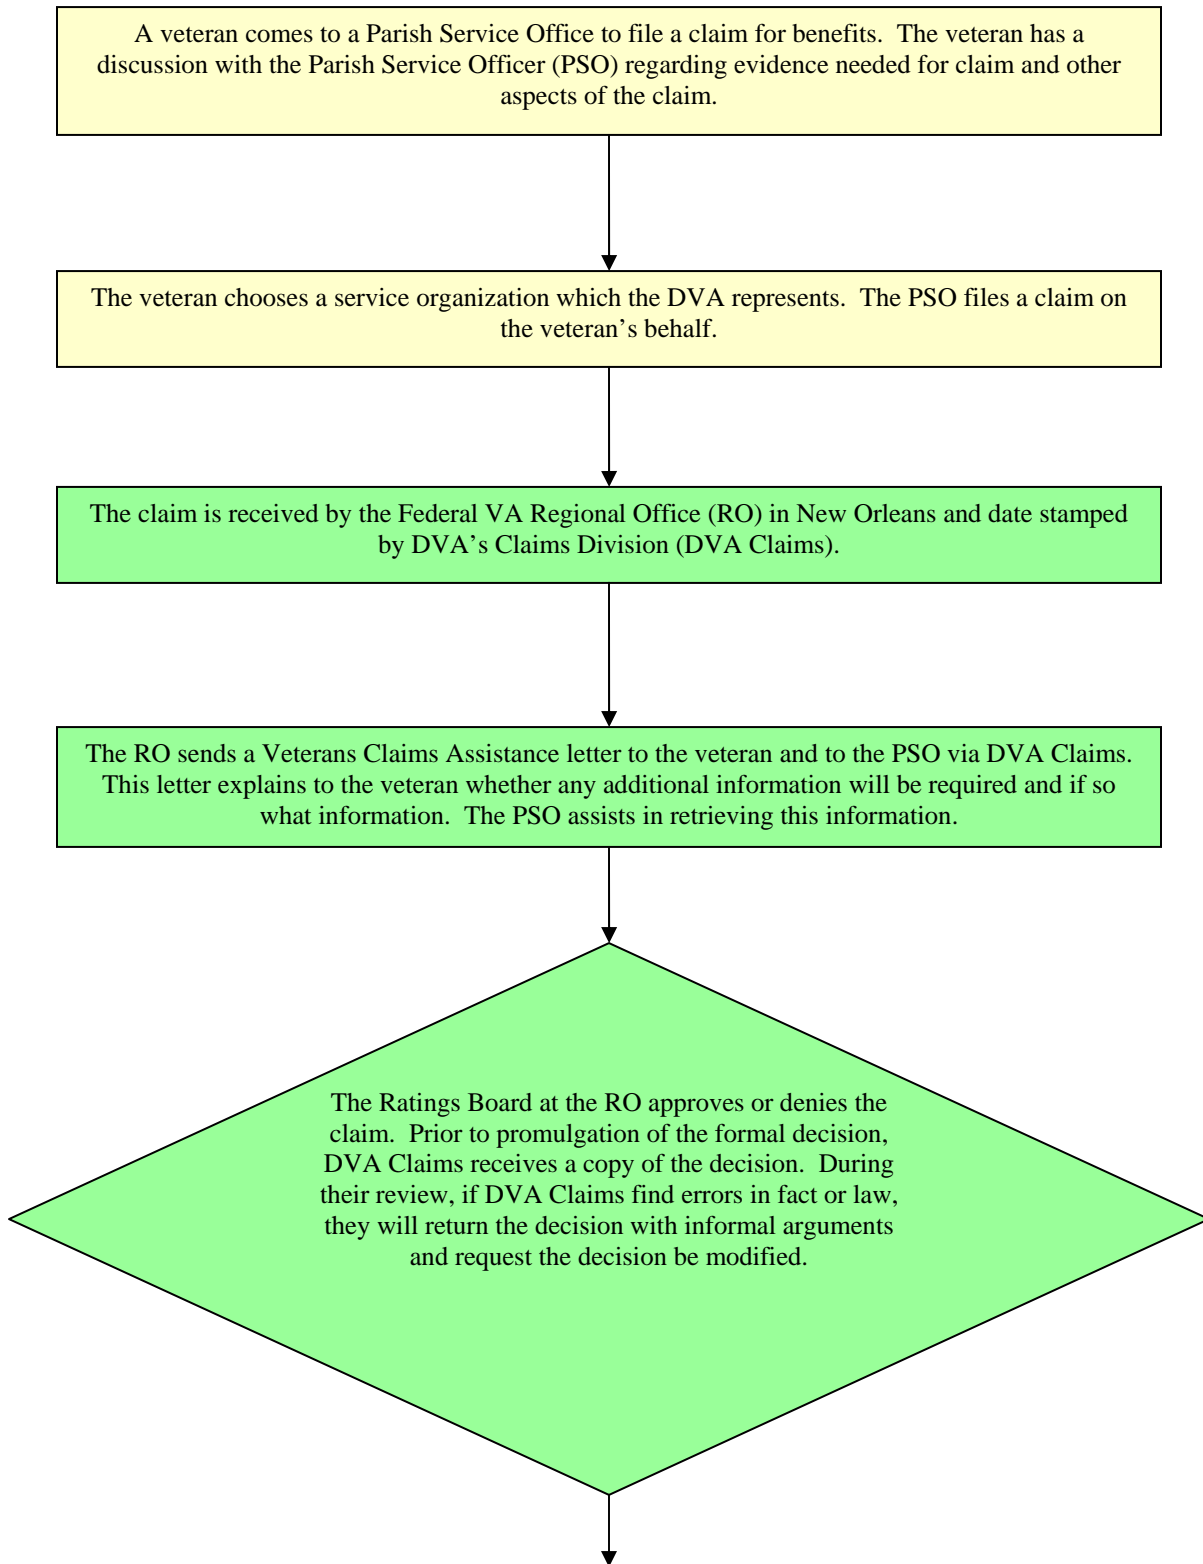 A veteran comes to a Parish Service Office to file a claim for benefits.  The veteran has a
discussion with the Parish Service Officer (PSO) regarding evidence needed for claim and other
aspects of the claim.
The veteran chooses a service organization which the DVA represents.  The PSO files a claim on
the veteran’s behalf.
The claim is received by the Federal VA Regional Office (RO) in New Orleans and date stamped
by DVA’s Claims Division (DVA Claims).
The RO sends a Veterans Claims Assistance letter to the veteran and to the PSO via DVA Claims.
This letter explains to the veteran whether any additional information will be required and if so
what information.  The PSO assists in retrieving this information.
The Ratings Board at the RO approves or denies the
claim.  Prior to promulgation of the formal decision,
DVA Claims receives a copy of the decision.  During
their review, if DVA Claims find errors in fact or law,
they will return the decision with informal arguments
and request the decision be modified.